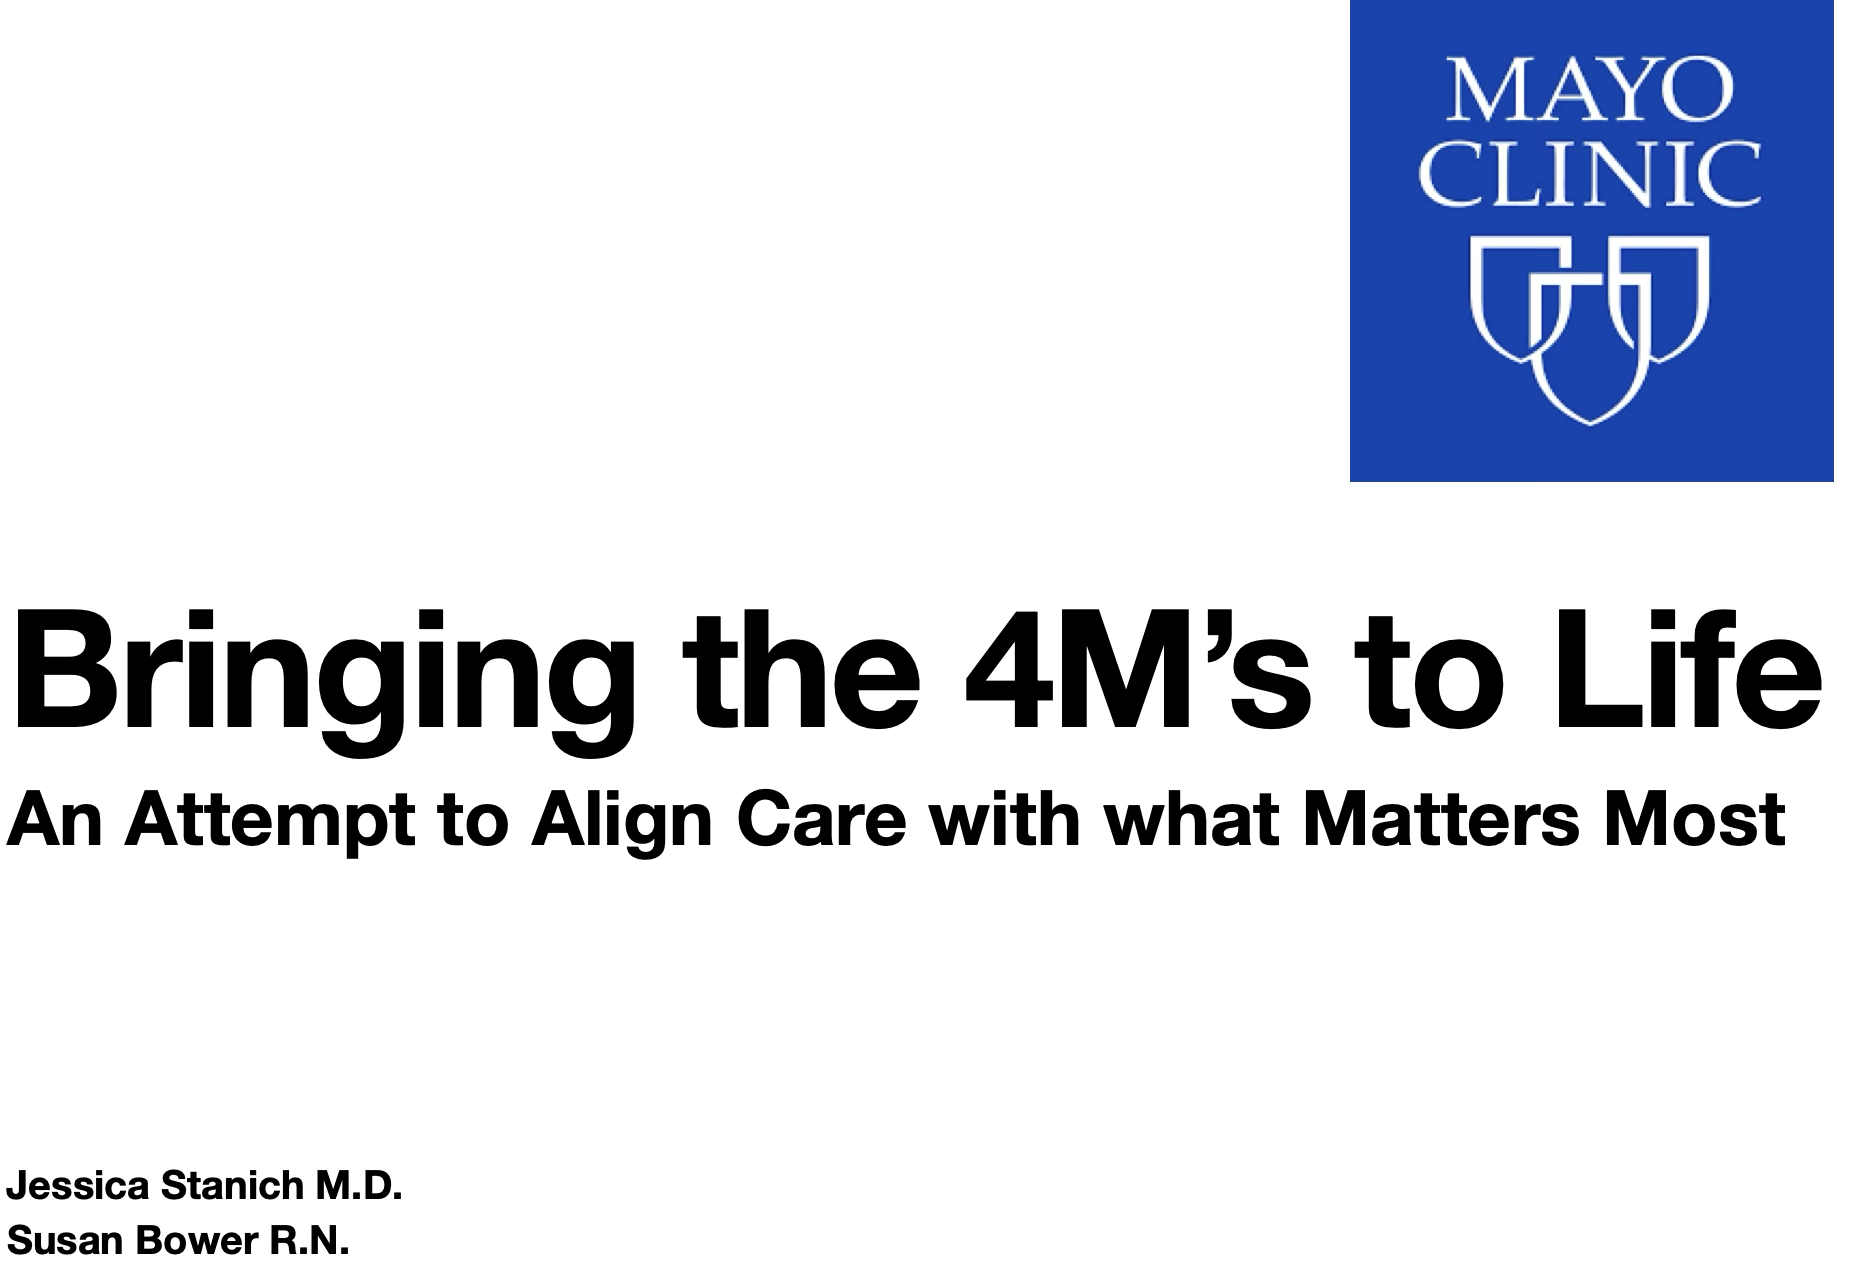 MAYO
CLINIC
Bringing the 4M’s to Life
An Attempt to Align Care with what Matters Most
Jessica Stanich M.D.
Susan Bower R.N.